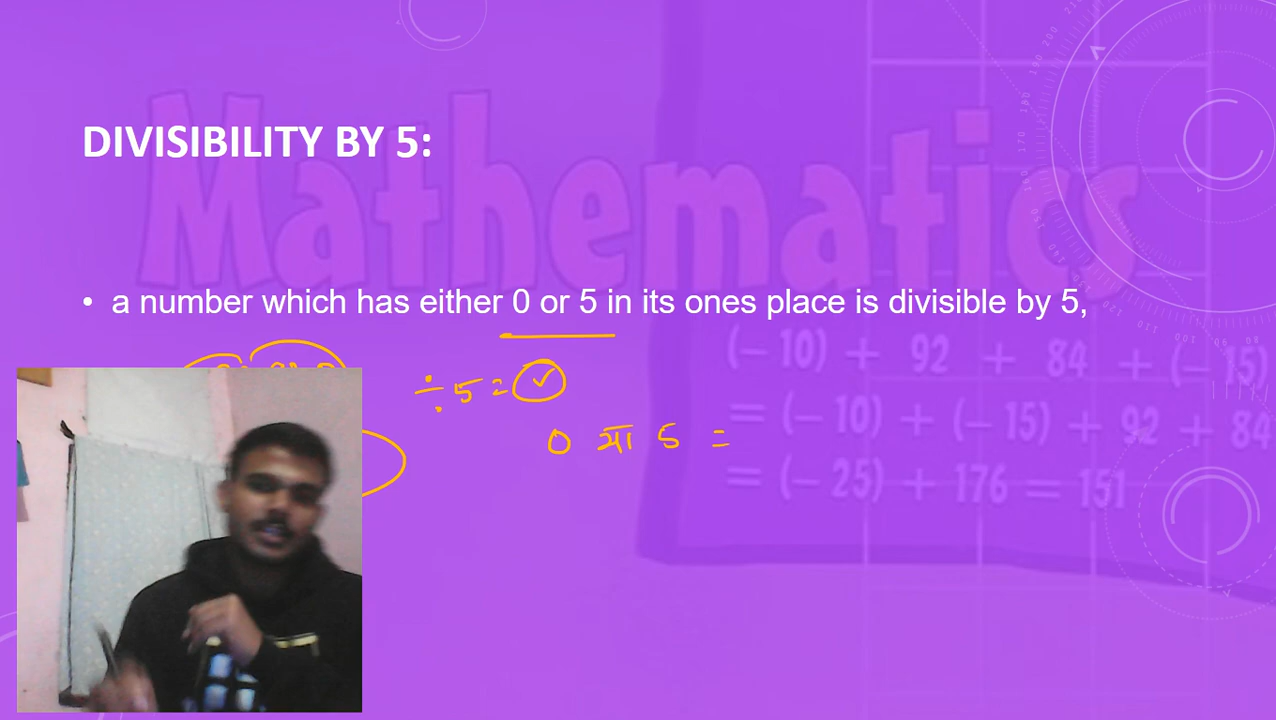 DIVISIBILITY BY 5:
Mathematics
• a number which has either 0 or 5 in its ones place is divisible by 5,
÷ 5 = ✓
0 या 5 =
(– 10) + 92 + 84 + (– 15)
= (– 10) + (– 15) + 92 + 84
= (– 25) + 176 = 151